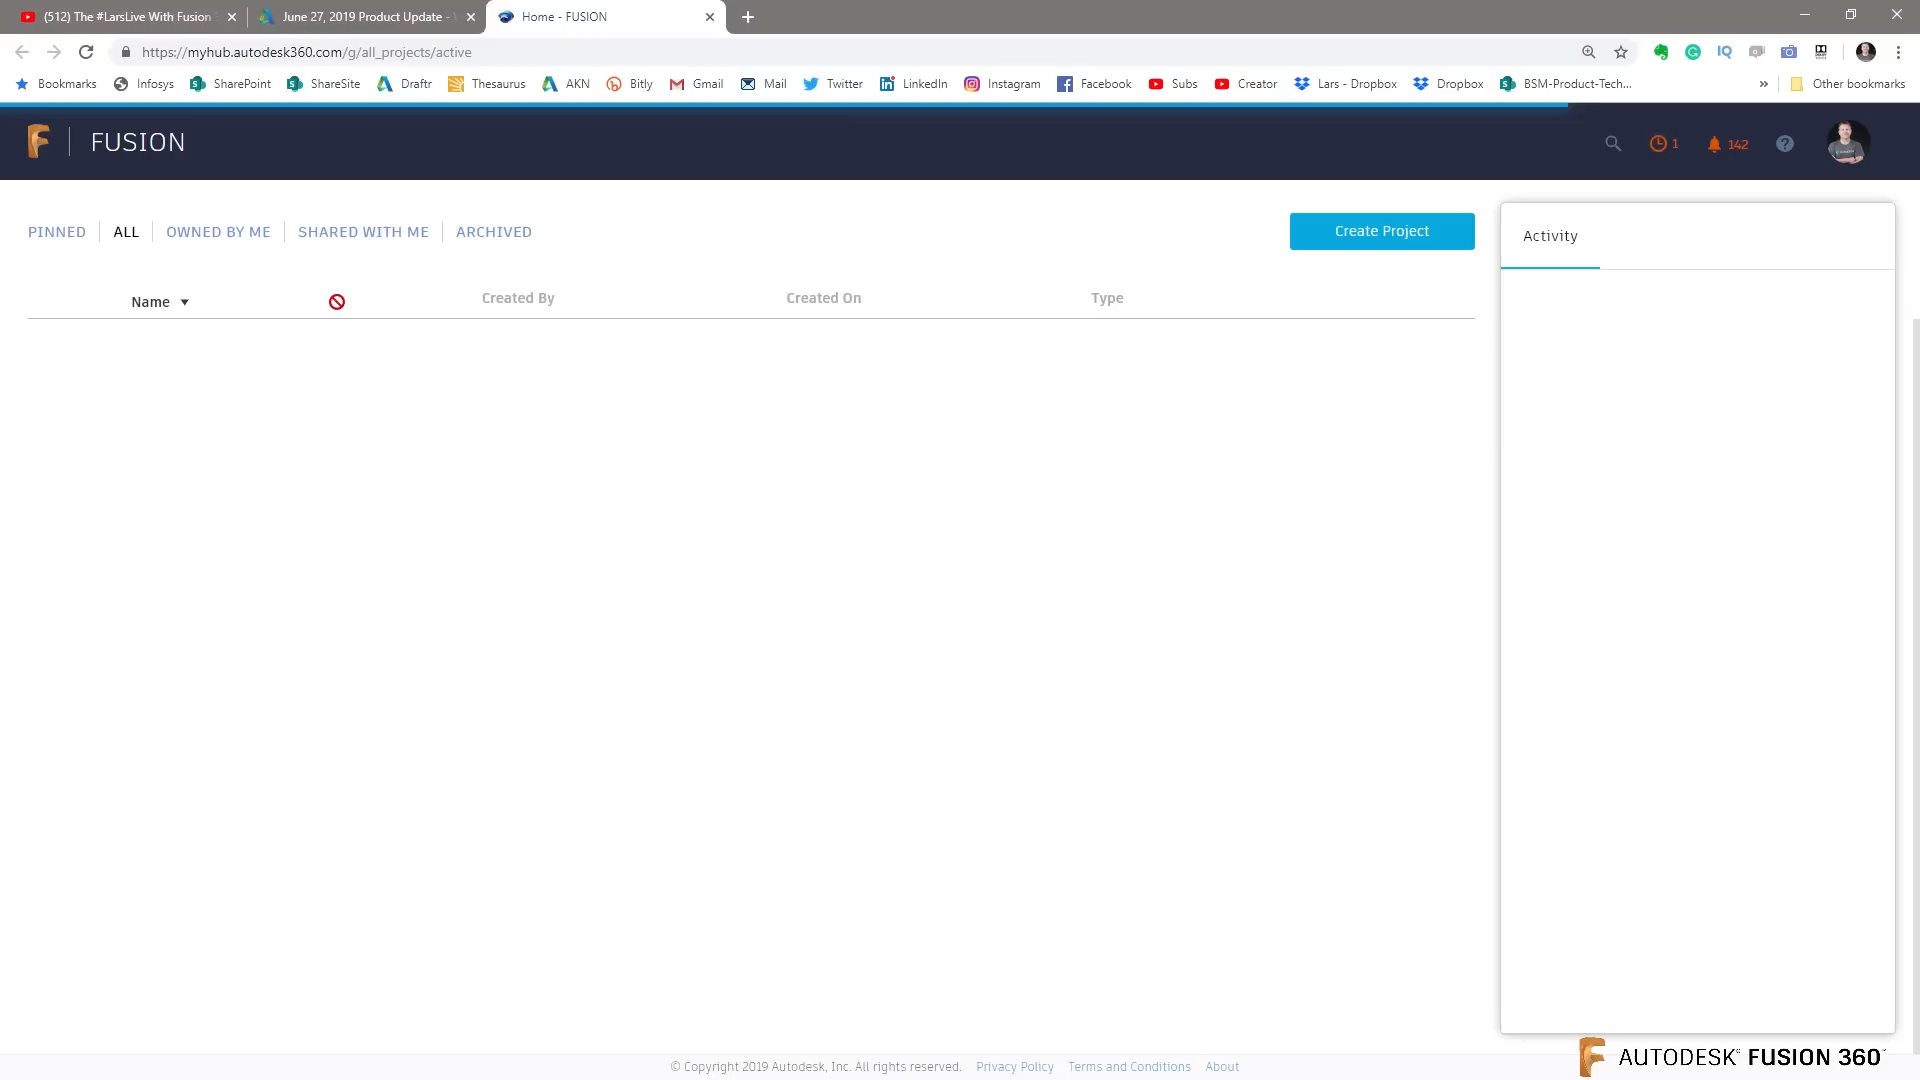 (512) The #LarsLive With Fusion
June 27, 2019 Product Update -
Home - FUSION
https://myhub.autodesk360.com/g/all_projects/active
Bookmarks Infosys SharePoint ShareSite Draftr Thesaurus AKN Bitly Gmail Mail Twitter LinkedIn Instagram Facebook Subs Creator Lars - Dropbox Dropbox BSM-Product-Tech... » Other bookmarks
FUSION
1
142
PINNED ALL OWNED BY ME SHARED WITH ME ARCHIVED
Create Project
Activity
Name Created By Created On Type
© Copyright 2019 Autodesk, Inc. All rights reserved. Privacy Policy Terms and Conditions About
AUTODESK® FUSION 360™